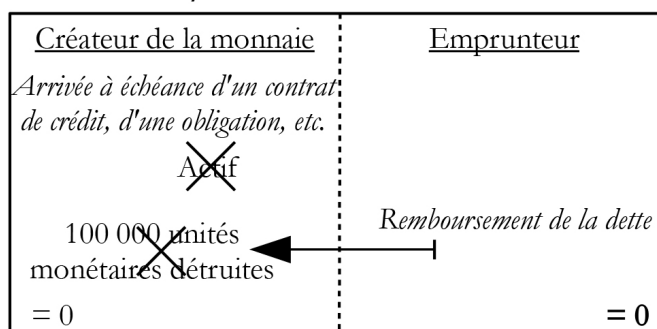 Créateur de la monnaie
Emprunteur
Arrivée à échéance d'un contrat
de crédit, d'une obligation, etc.
Actif
Remboursement de la dette
100 000 unités
monétaires détruites
= 0
= 0